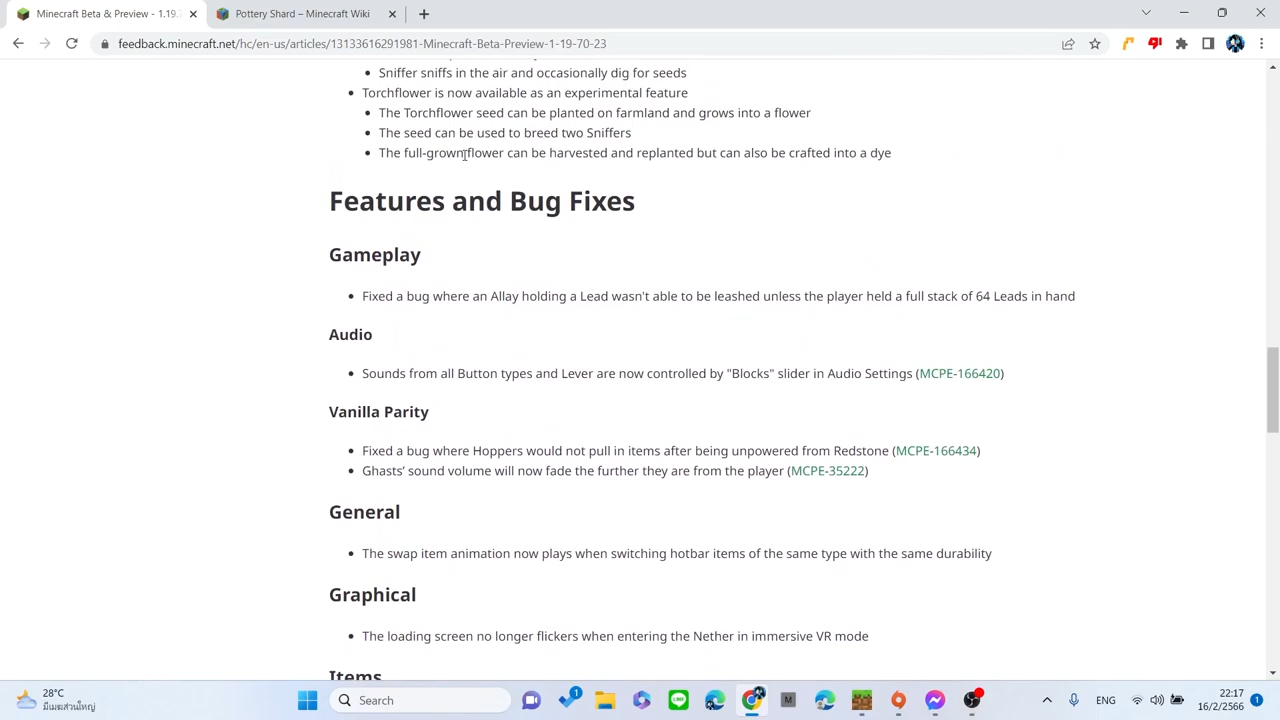 Minecraft Beta & Preview - 1.19.7
Pottery Shard – Minecraft Wiki
feedback.minecraft.net/hc/en-us/articles/13133616291981-Minecraft-Beta-Preview-1-19-70-23
Sniffer sniffs in the air and occasionally dig for seeds
Torchflower is now available as an experimental feature
The Torchflower seed can be planted on farmland and grows into a flower
The seed can be used to breed two Sniffers
The full-grown flower can be harvested and replanted but can also be crafted into a dye
Features and Bug Fixes
Gameplay
Fixed a bug where an Allay holding a Lead wasn't able to be leashed unless the player held a full stack of 64 Leads in hand
Audio
Sounds from all Button types and Lever are now controlled by "Blocks" slider in Audio Settings (MCPE-166420)
Vanilla Parity
Fixed a bug where Hoppers would not pull in items after being unpowered from Redstone (MCPE-166434)
Ghasts’ sound volume will now fade the further they are from the player (MCPE-35222)
General
The swap item animation now plays when switching hotbar items of the same type with the same durability
Graphical
The loading screen no longer flickers when entering the Nether in immersive VR mode
Items
28°C
มีเมฆส่วนใหญ่
Search
1
ENG
22:17
16/2/2566
1